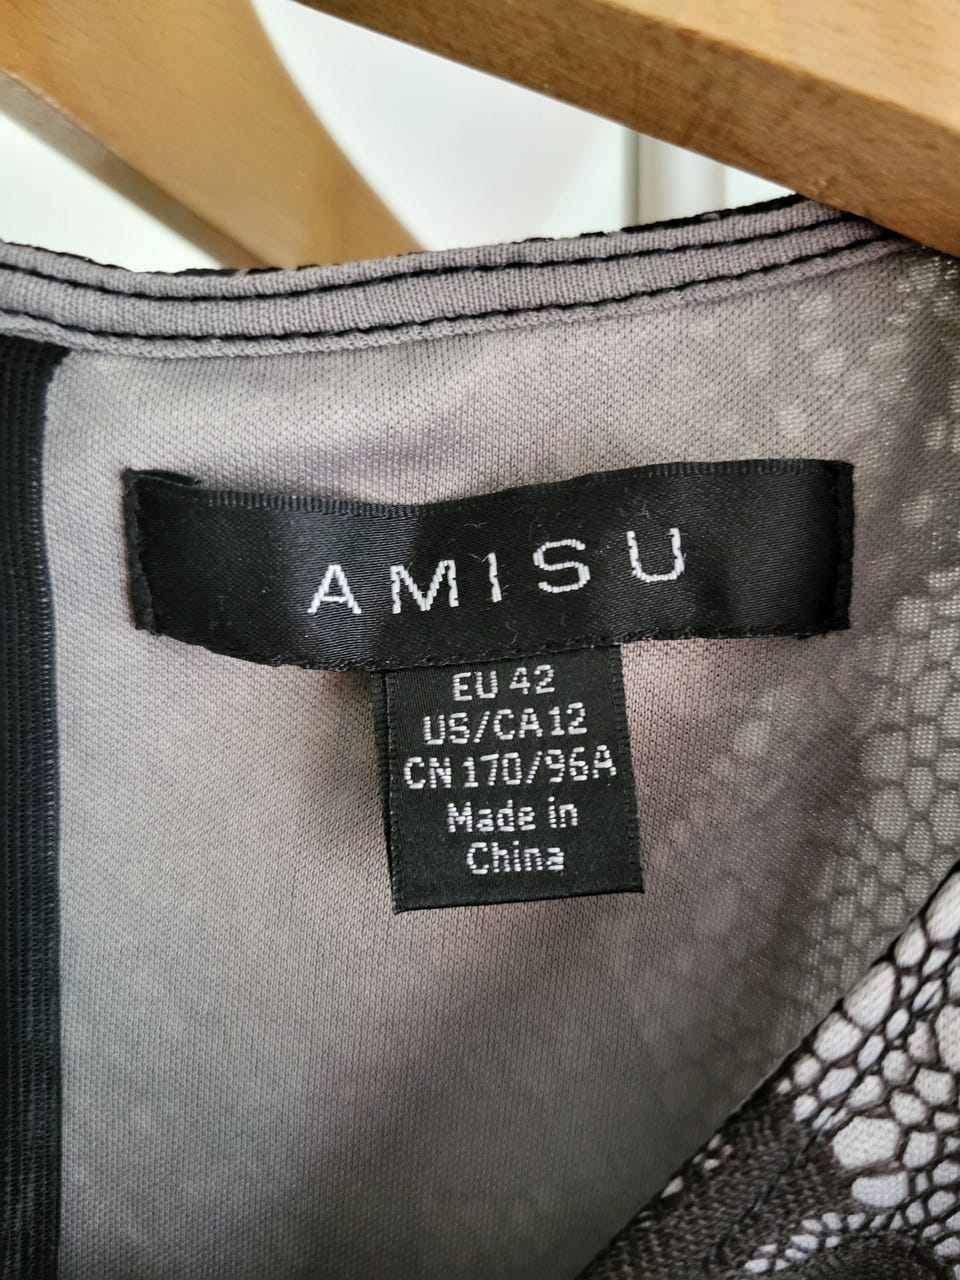 AMISU
EU 42
US/CA 12
CN 170/96A
Made in
China